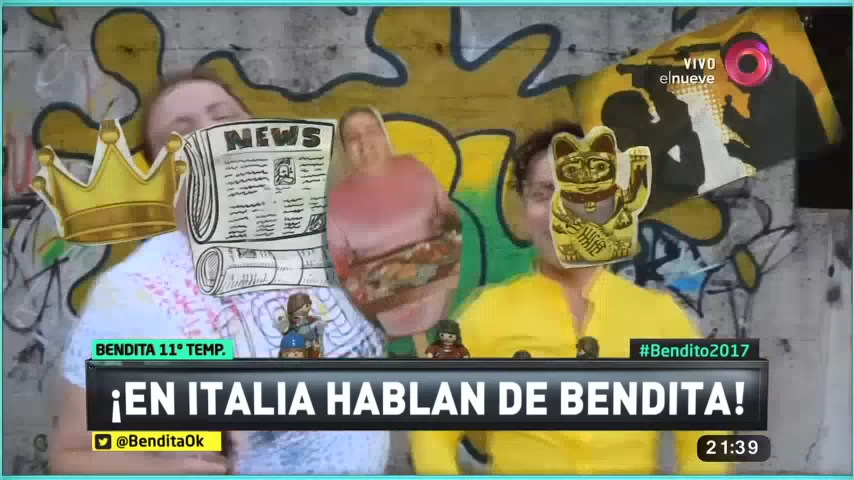 NEWS
VIVO
elnueve
BENDITA 11° TEMP.
#Bendito2017
¡EN ITALIA HABLAN DE BENDITA!
@BenditaOk
21:39